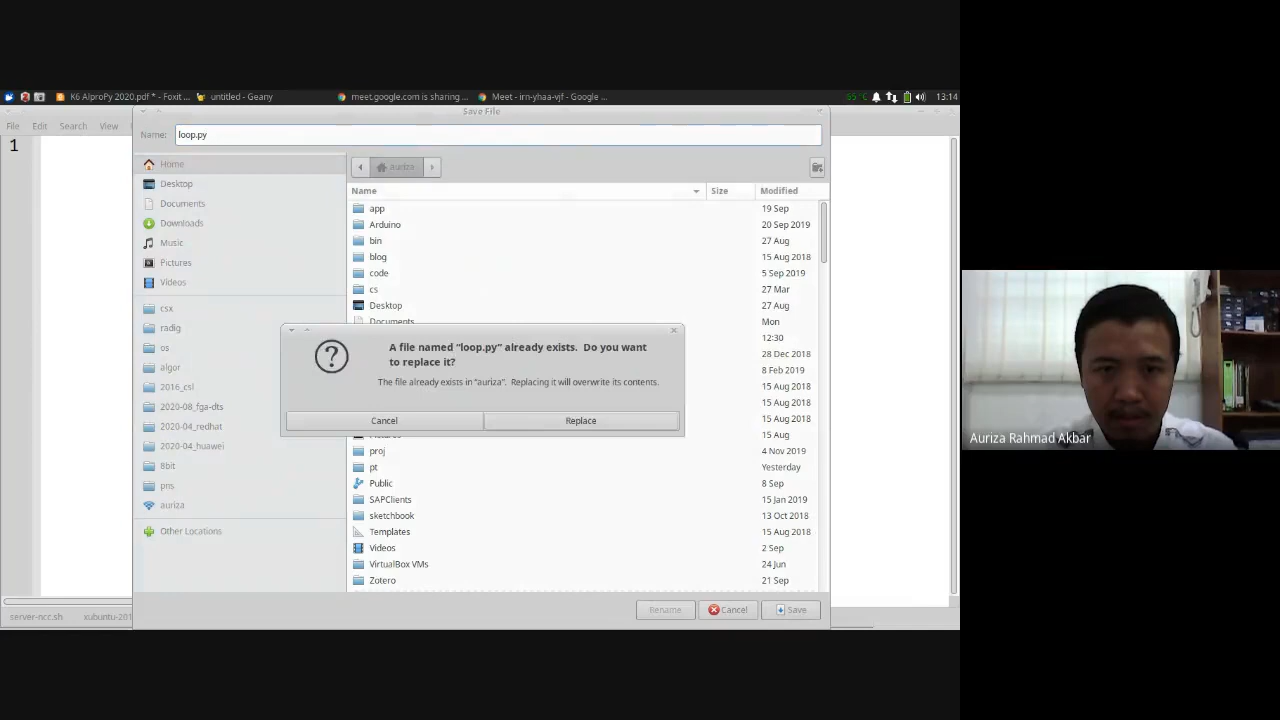 K6 AlproPy 2020.pdf * - Foxit ...
untitled - Geany
meet.google.com is sharing ...
Meet - irn-yhaa-vjf - Google ...
13:14
Save File
File Edit Search View
Name: loop.py
1
Home
auriza
Desktop
Documents
Downloads
Music
Pictures
Videos
csx
radig
os
algor
2016_csl
2020-08_fga-dts
2020-04_redhat
2020-04_huawei
8bit
pns
auriza
Other Locations
Name Size Modified
app 19 Sep
Arduino 20 Sep 2019
bin 27 Aug
blog 15 Aug 2018
code 5 Sep 2019
cs 27 Mar
Desktop 27 Aug
Documents Mon
12:30
28 Dec 2018
8 Feb 2019
15 Aug 2018
15 Aug 2018
15 Aug 2018
Pictures 15 Aug
proj 4 Nov 2019
pt Yesterday
Public 8 Sep
SAPClients 15 Jan 2019
sketchbook 13 Oct 2018
Templates 15 Aug 2018
Videos 2 Sep
VirtualBox VMs 24 Jun
Zotero 21 Sep
A file named “loop.py” already exists. Do you want
to replace it?
The file already exists in “auriza”. Replacing it will overwrite its contents.
Cancel Replace
Rename Cancel Save
server-ncc.sh xubuntu-201
Auriza Rahmad Akbar